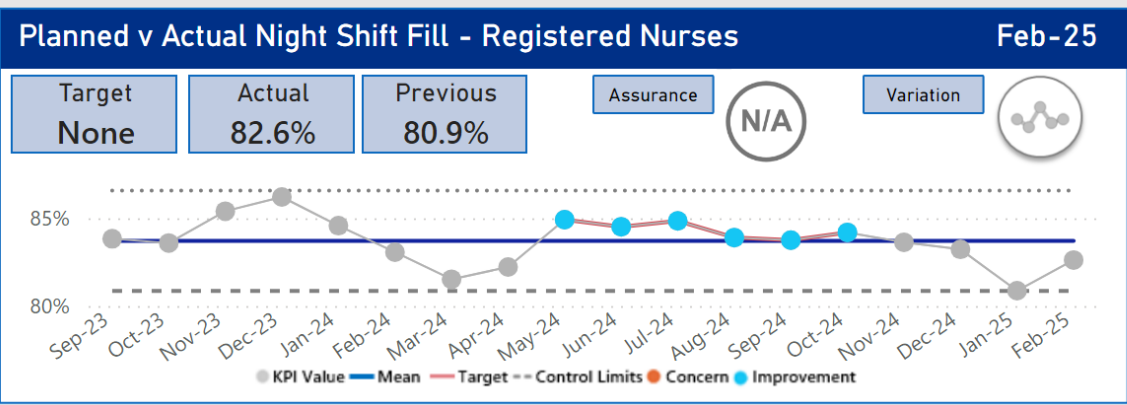 Planned v Actual Night Shift Fill - Registered Nurses Feb-25
Target Actual Previous Assurance Variation
None 82.6% 80.9% N/A
85%
80%
Sep-23 Oct-23 Nov-23 Dec-23 Jan-24 Feb-24 Mar-24 Apr-24 May-24 Jun-24 Jul-24 Aug-24 Sep-24 Oct-24 Nov-24 Dec-24 Jan-25 Feb-25
KPI Value Mean Target Control Limits Concern Improvement